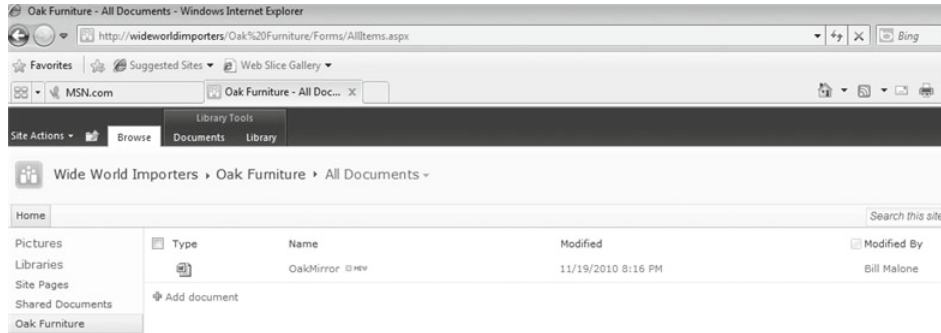 Oak Furniture - All Documents - Windows Internet Explorer
http://wideworldimporters/Oak%20Furniture/Forms/AllItems.aspx
Bing
Favorites Suggested Sites Web Slice Gallery
MSN.com Oak Furniture - All Doc... X
Library Tools
Site Actions Browse Documents Library
Wide World Importers Oak Furniture All Documents
Home Search this site
Pictures Type Name Modified Modified By
Libraries OakMirror NEW 11/19/2010 8:16 PM Bill Malone
Site Pages
Shared Documents Add document
Oak Furniture